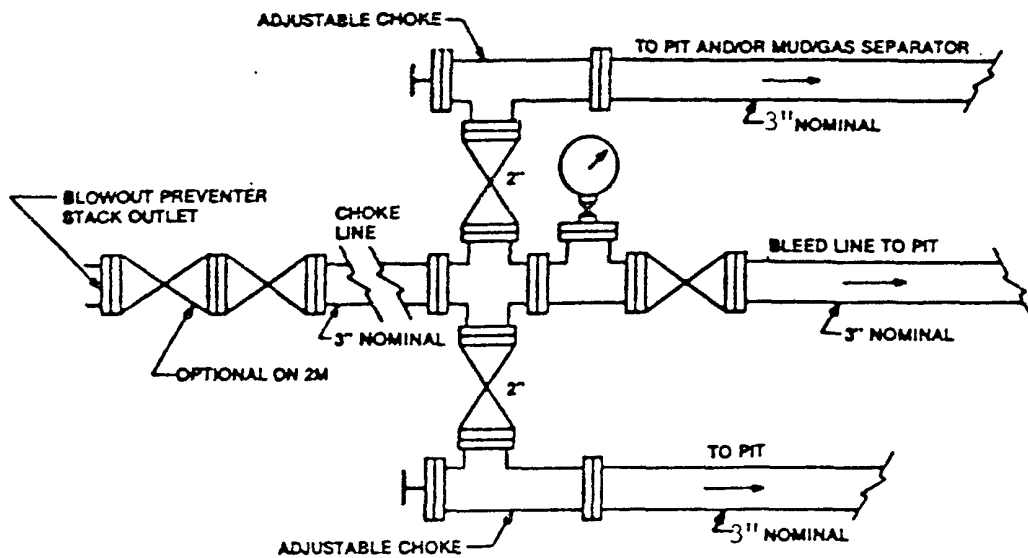 ADJUSTABLE CHOKE
TO PIT AND/OR MUD/GAS SEPARATOR
3" NOMINAL
2"
BLOWOUT PREVENTER
STACK OUTLET
CHOKE
LINE
BLEED LINE TO PIT
3" NOMINAL
3" NOMINAL
OPTIONAL ON 2M
2"
TO PIT
3" NOMINAL
ADJUSTABLE CHOKE